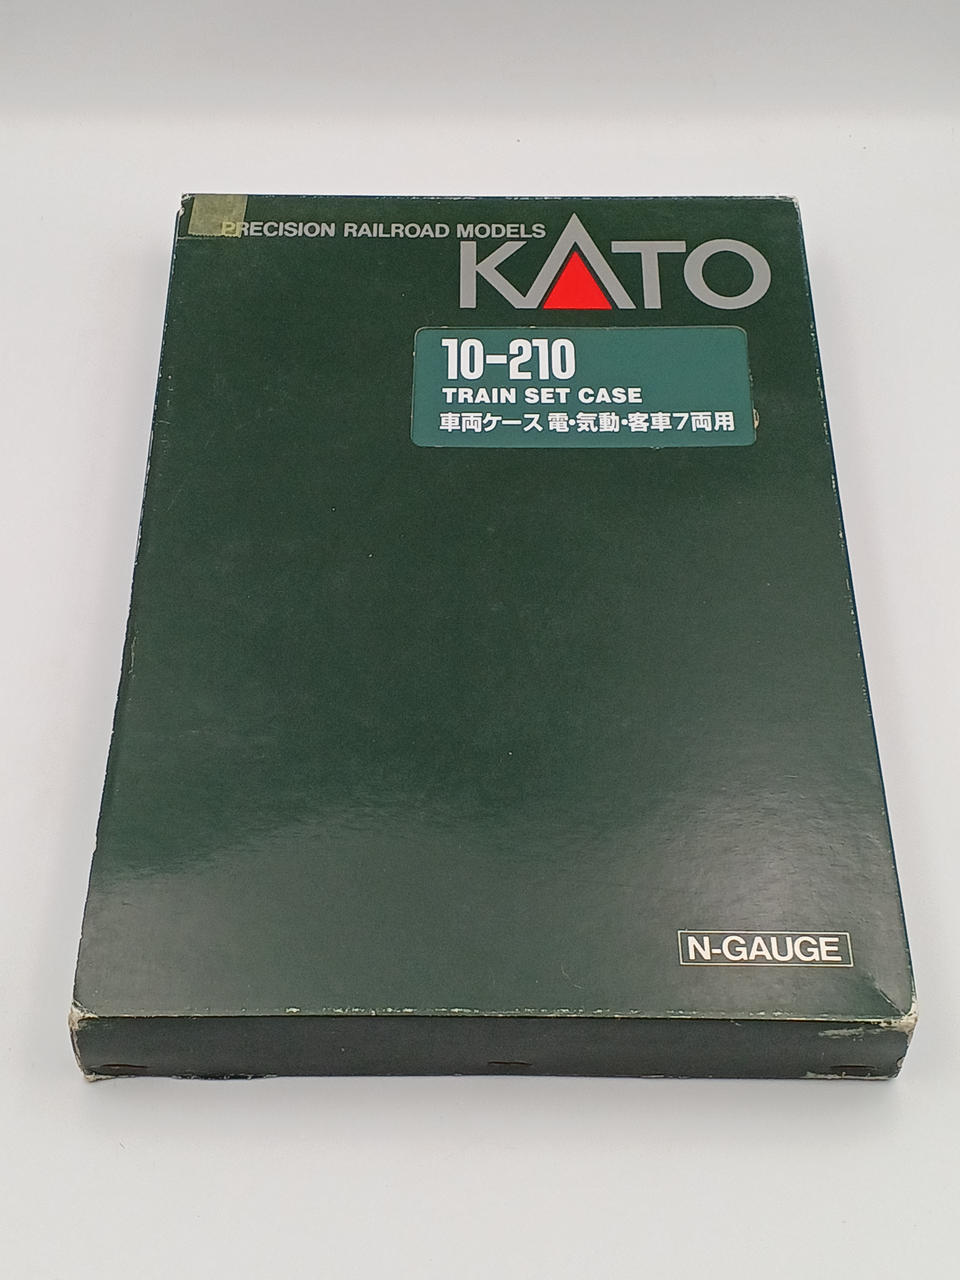 PRECISION RAILROAD MODELS
KATO
10-210
TRAIN SET CASE
車両ケース 電・気動・客車7両用
N-GAUGE